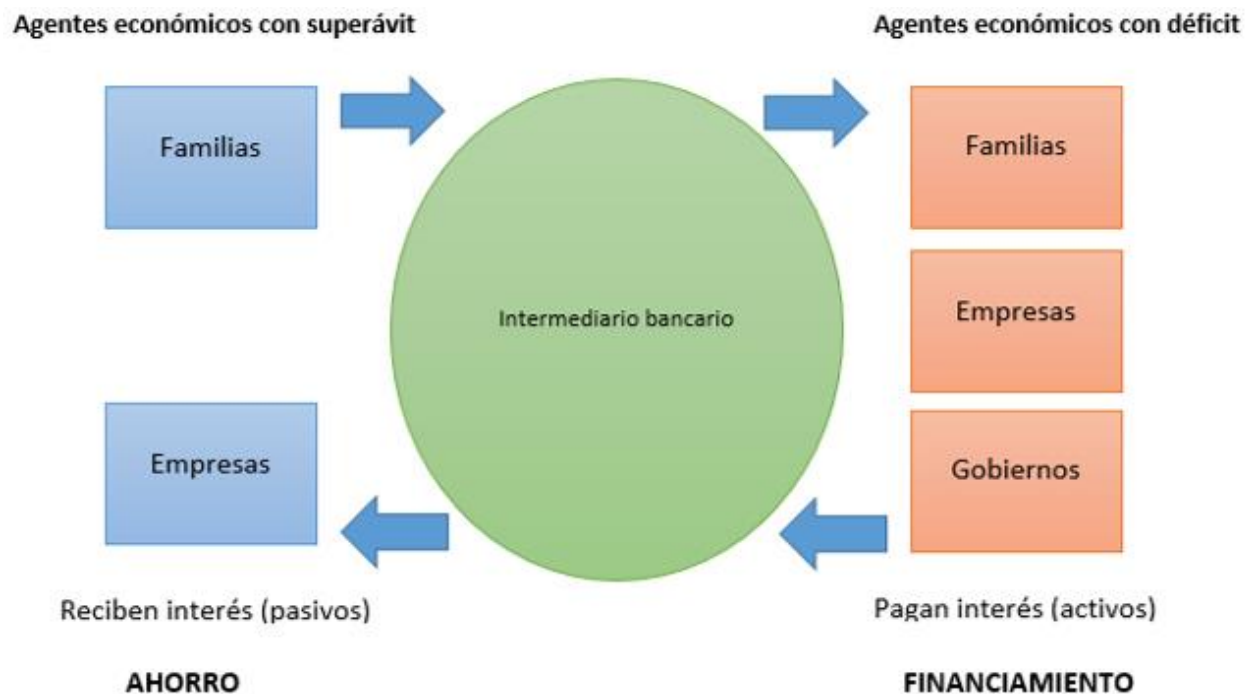 Agentes económicos con superávit
Agentes económicos con déficit
Familias
Familias
Intermediario bancario
Empresas
Empresas
Gobiernos
Reciben interés (pasivos)
Pagan interés (activos)
AHORRO
FINANCIAMIENTO